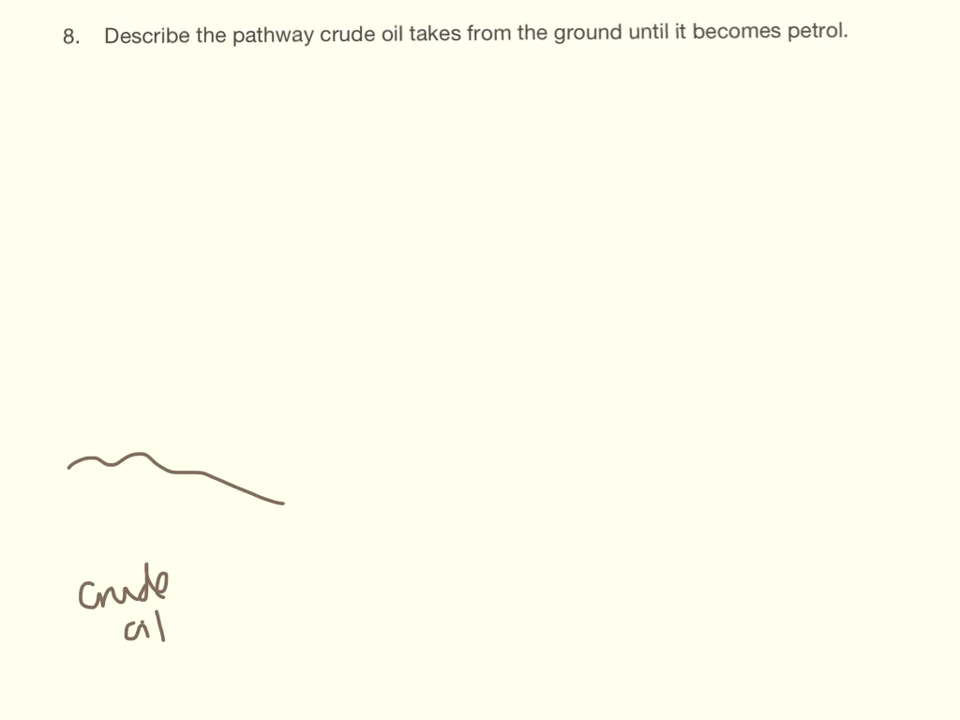 8. Describe the pathway crude oil takes from the ground until it becomes petrol.
crude
oil